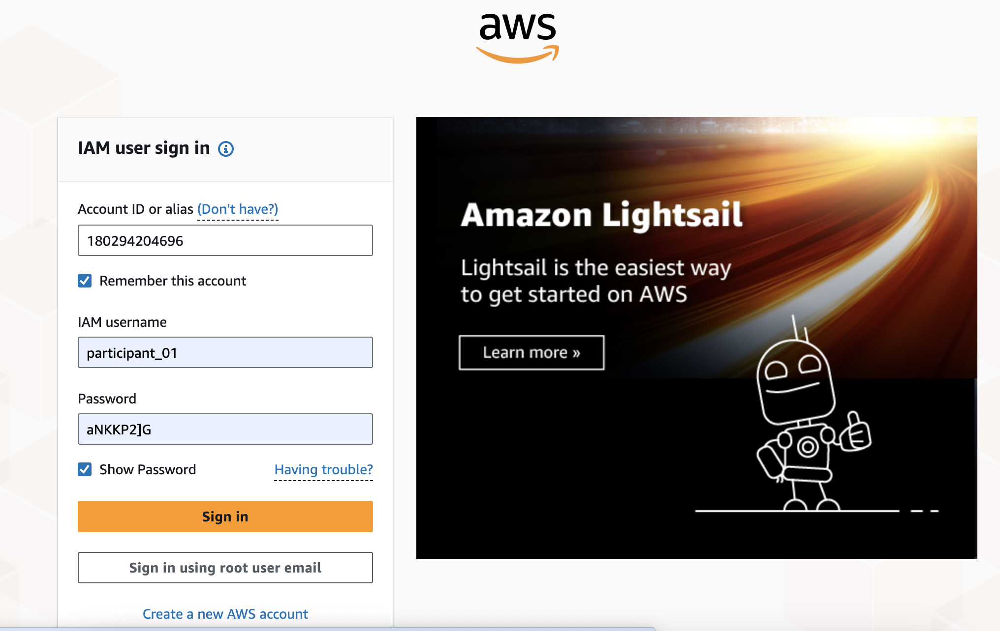 aws
IAM user sign in
Account ID or alias (Don't have?)
180294204696
Remember this account
IAM username
participant_01
Password
aNKKP2]G
Show Password
Having trouble?
Sign in
Sign in using root user email
Create a new AWS account
Amazon Lightsail
Lightsail is the easiest way
to get started on AWS
Learn more »